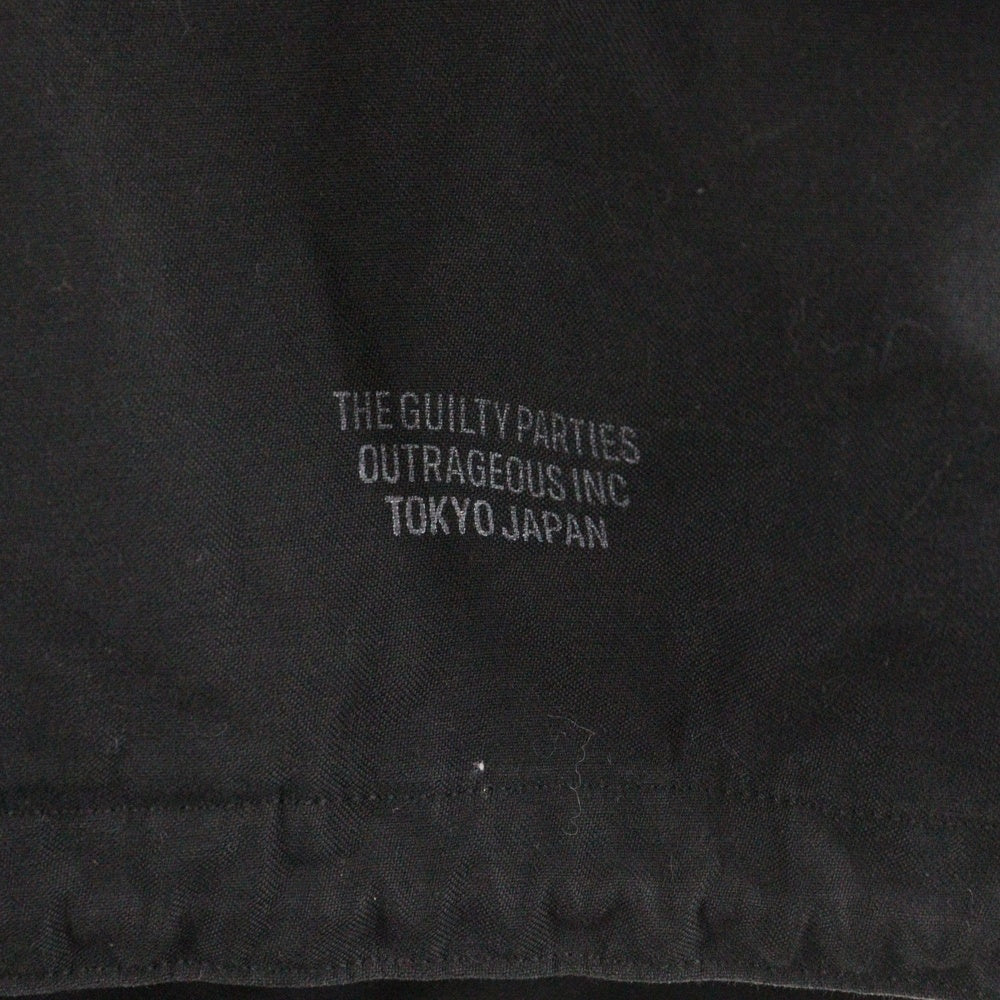 THE GUILTY PARTIES
OUTRAGEOUS INC
TOKYO JAPAN